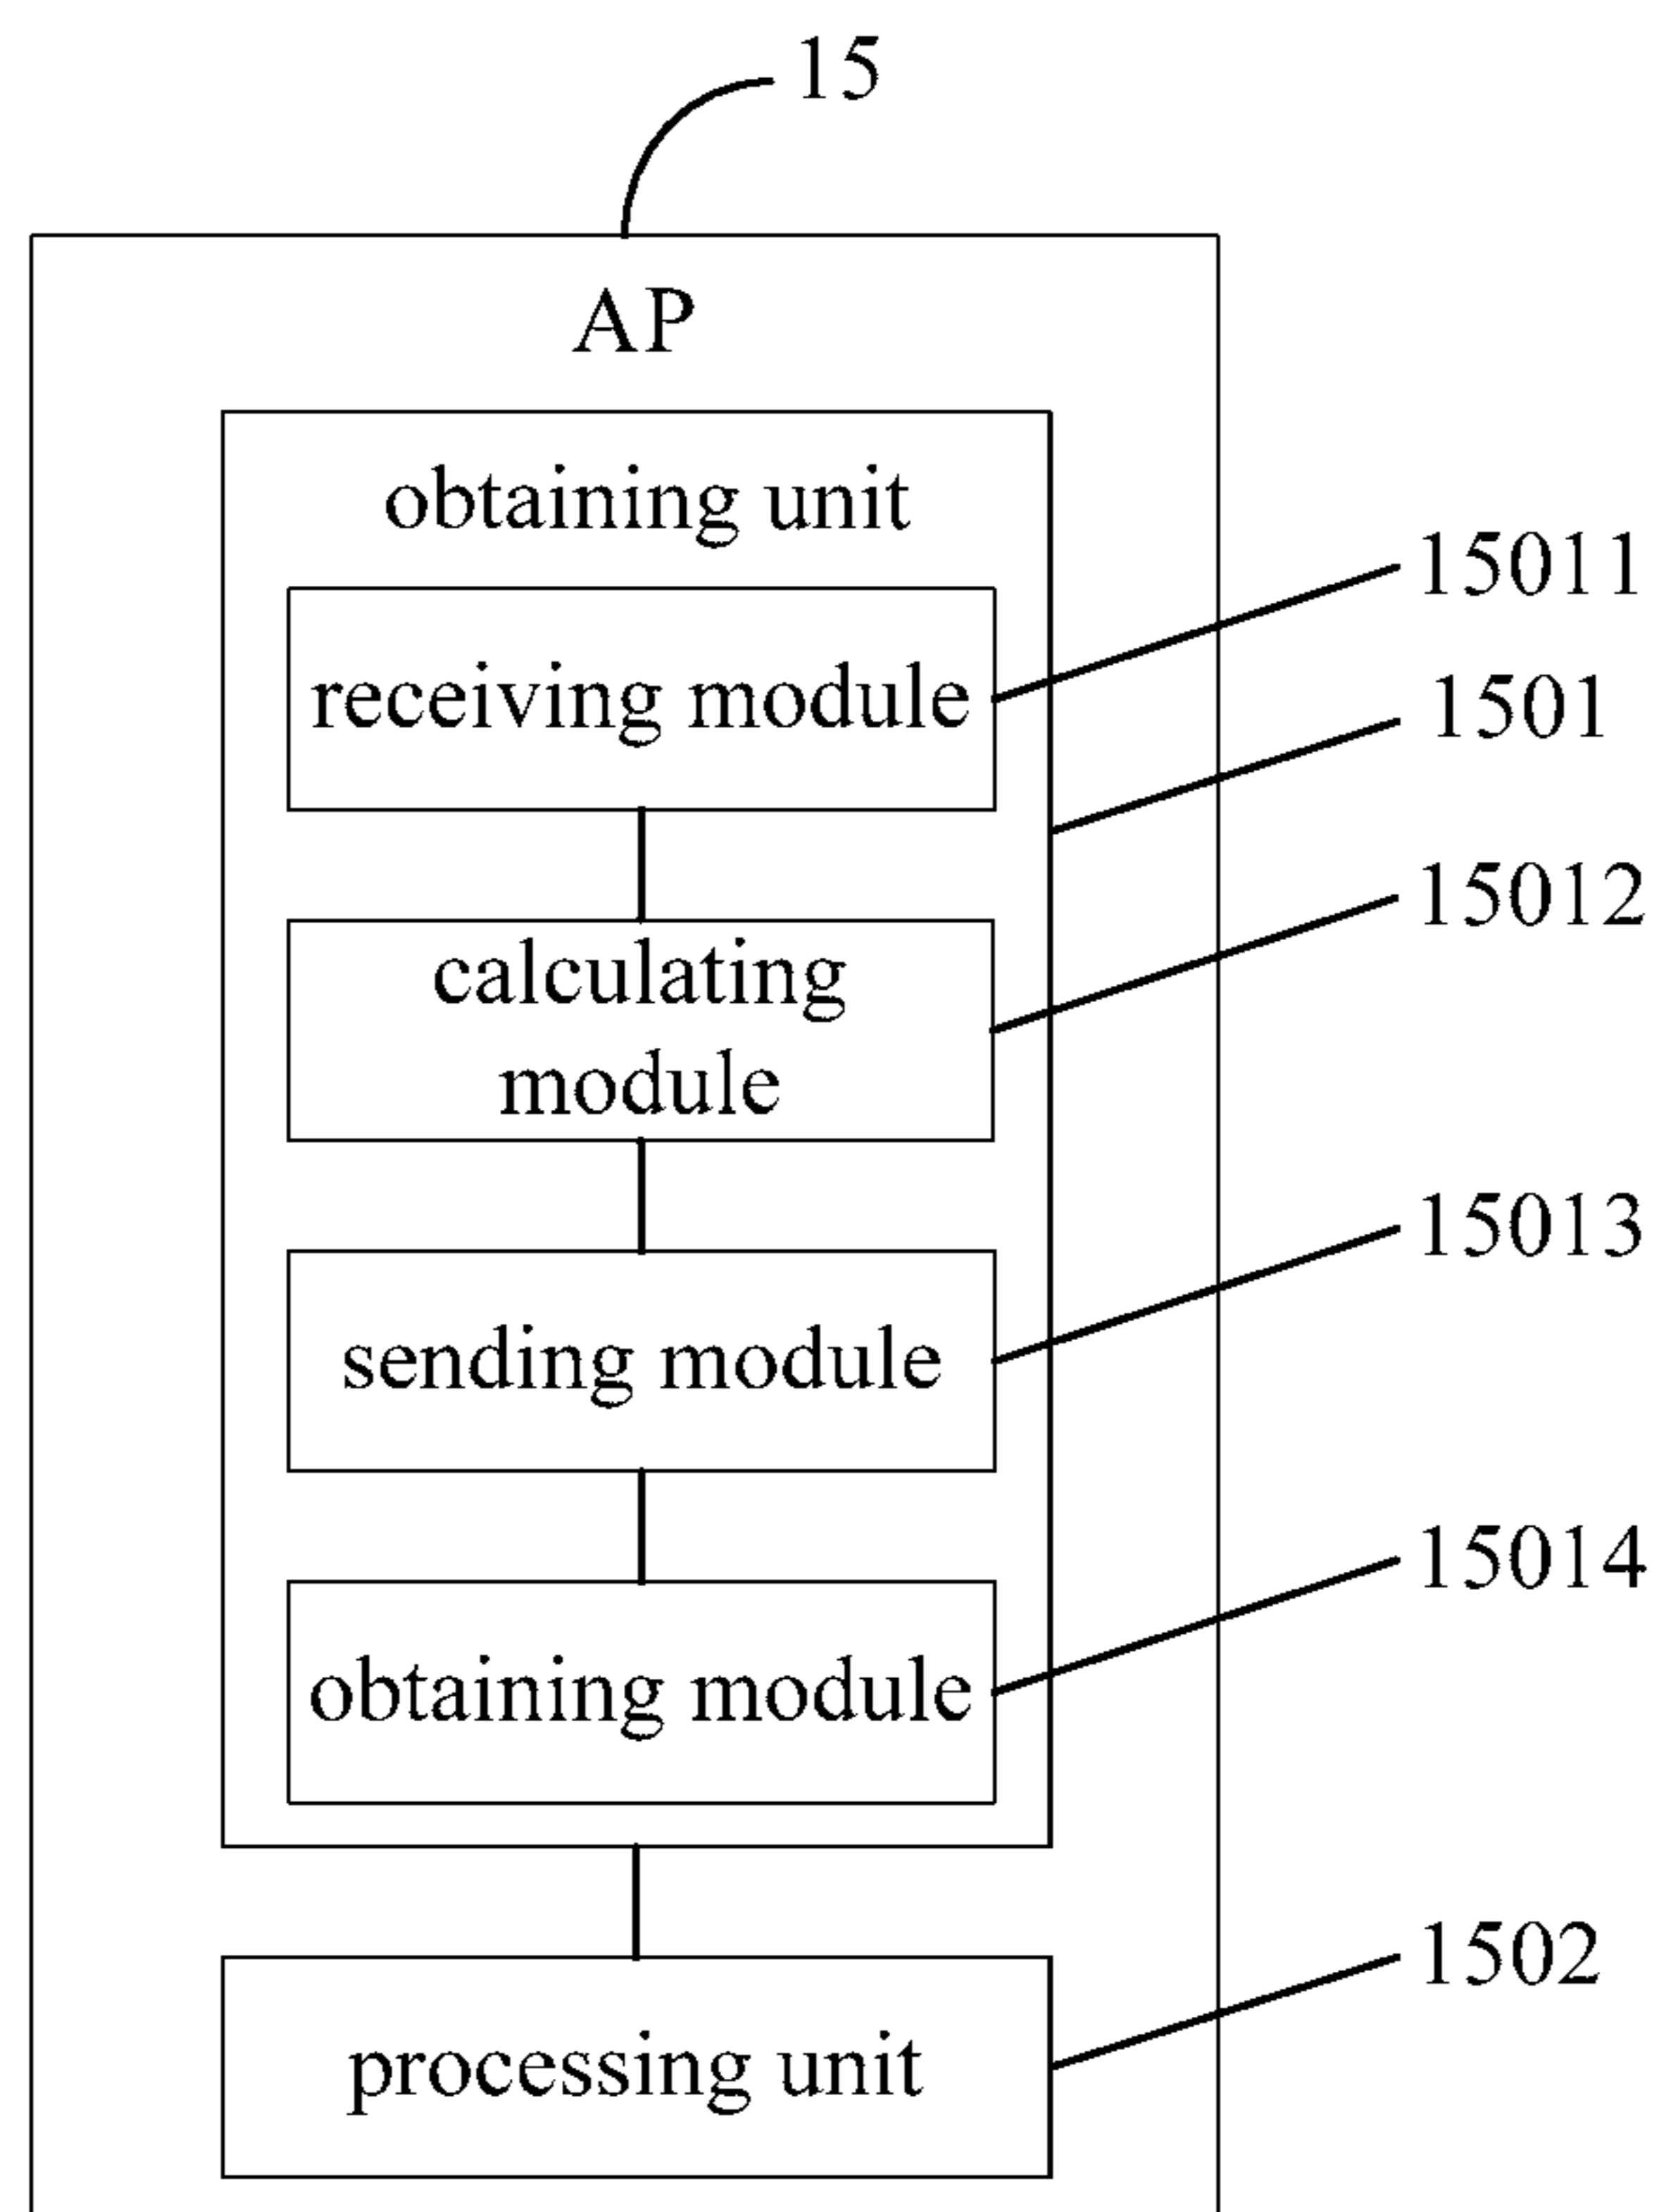 15
AP
obtaining unit
15011
receiving module
1501
15012
calculating
module
15013
sending module
15014
obtaining module
1502
processing unit